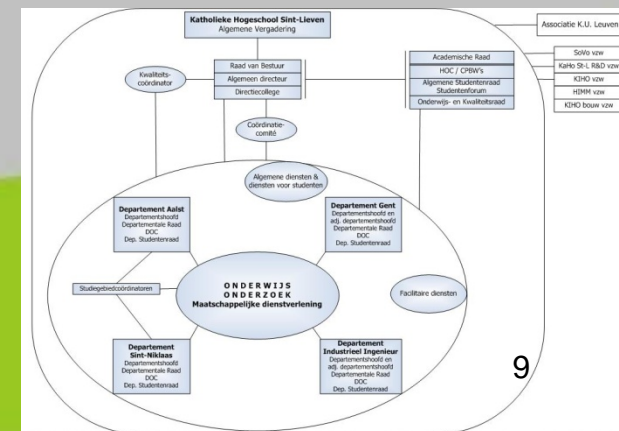 Katholieke Hogeschool Sint-Lieven
Algemene Vergadering
Associatie K.U. Leuven
Raad van Bestuur
Algemeen directeur
Directiecollege
Kwaliteits-
coördinator
Academische Raad
HOC / CPBW's
Algemene Studentenraad
Studentenforum
Onderwijs- en Kwaliteitsraad
SoVo vzw
KaHo St-L R&D vzw
KIHO vzw
HIMM vzw
KIHO bouw vzw
Coördinatie-
comité
Algemene diensten &
diensten voor studenten
Departement Aalst
Departementshoofd
Departementale Raad
DOC
Dep. Studentenraad
Departement Gent
Departementshoofd en
adj. departementshoofd
Departementale Raad
DOC
Dep. Studentenraad
Studiegebiedcoördinatoren
ONDERWIJS
ONDERZOEK
Maatschappelijke dienstverlening
Facilitaire diensten
Departement
Sint-Niklaas
Departementshoofd
Departementale Raad
DOC
Dep. Studentenraad
Departement
Industrieel Ingenieur
Departementshoofd en
adj. departementshoofd
Departementale Raad
DOC
Dep. Studentenraad
9